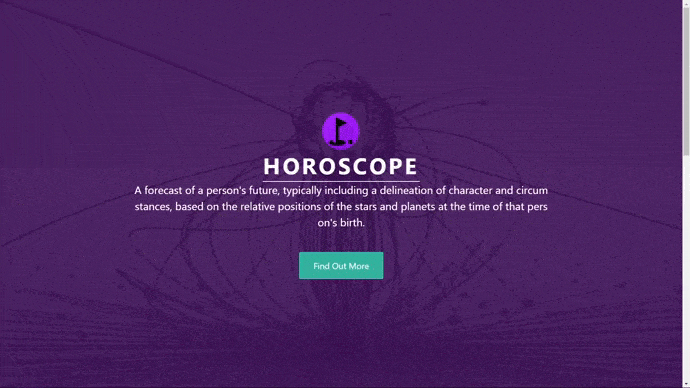 HOROSCOPE
A forecast of a person's future, typically including a delineation of character and circum
stances, based on the relative positions of the stars and planets at the time of that pers
on's birth.
Find Out More